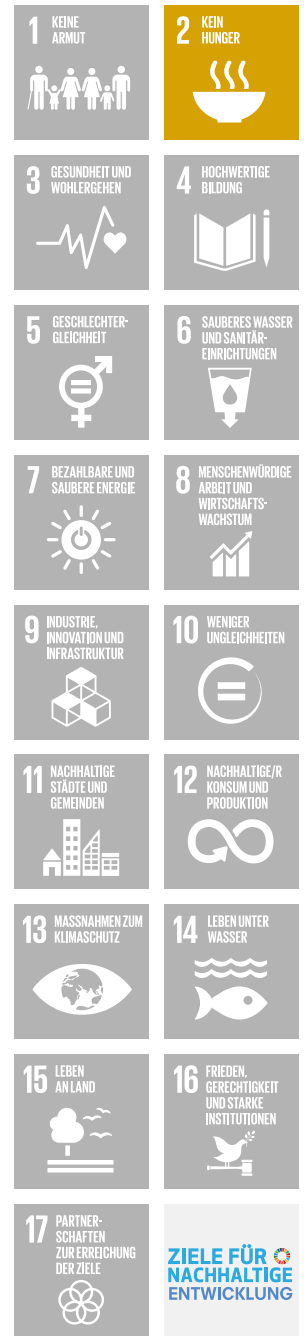 1 KEINE
ARMUT
2 KEIN
HUNGER
3 GESUNDHEIT UND
WOHLERGEHEN
4 HOCHWERTIGE
BILDUNG
5 GESCHLECHTER-
GLEICHHEIT
6 SAUBERES WASSER
UND SANITÄR-
EINRICHTUNGEN
7 BEZAHLBARE UND
SAUBERE ENERGIE
8 MENSCHENWÜRDIGE
ARBEIT UND
WIRTSCHAFTS-
WACHSTUM
9 INDUSTRIE,
INNOVATION UND
INFRASTRUKTUR
10 WENIGER
UNGLEICHHEITEN
11 NACHHALTIGE
STÄDTE UND
GEMEINDEN
12 NACHHALTIGE/R
KONSUM UND
PRODUKTION
13 MASSNAHMEN ZUM
KLIMASCHUTZ
14 LEBEN UNTER
WASSER
15 LEBEN
AN LAND
16 FRIEDEN,
GERECHTIGKEIT
UND STARKE
INSTITUTIONEN
17 PARTNER-
SCHAFTEN
ZUR ERREICHUNG
DER ZIELE
ZIELE FÜR
NACHHALTIGE
ENTWICKLUNG